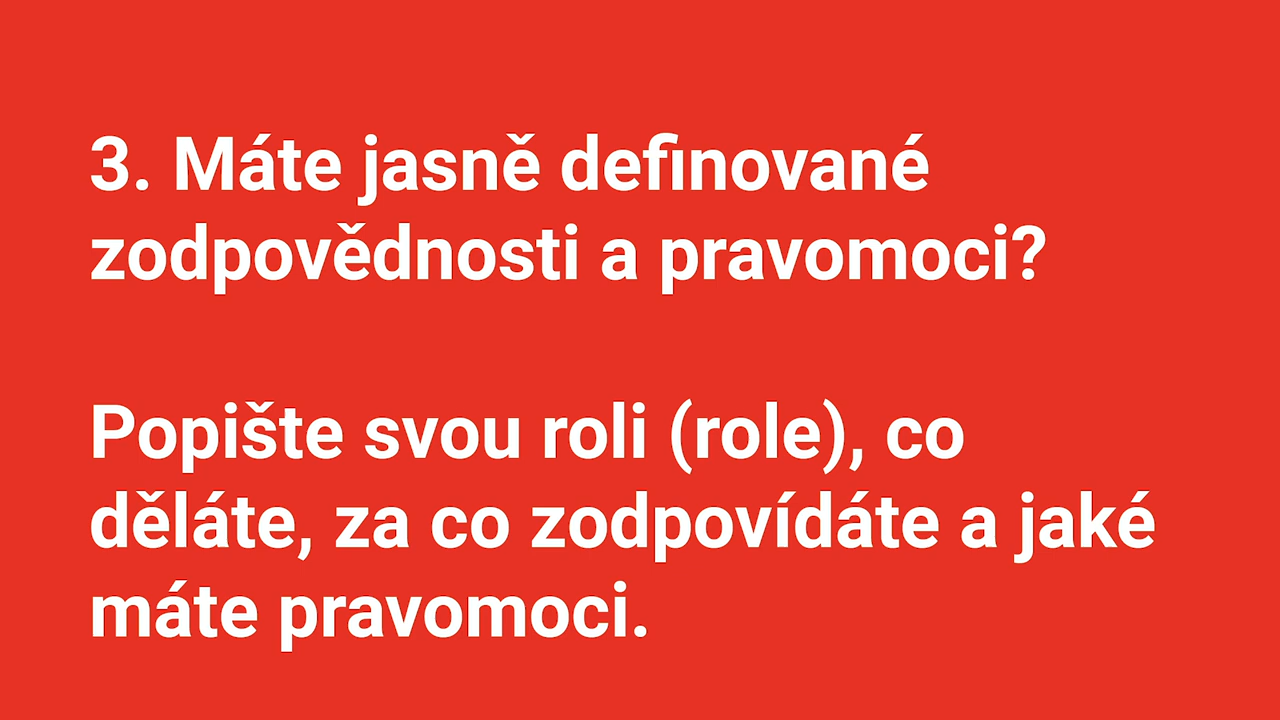 3. Máte jasně definované
zodpovědnosti a pravomoci?
Popište svou roli (role), co
děláte, za co zodpovídáte a jaké
máte pravomoci.